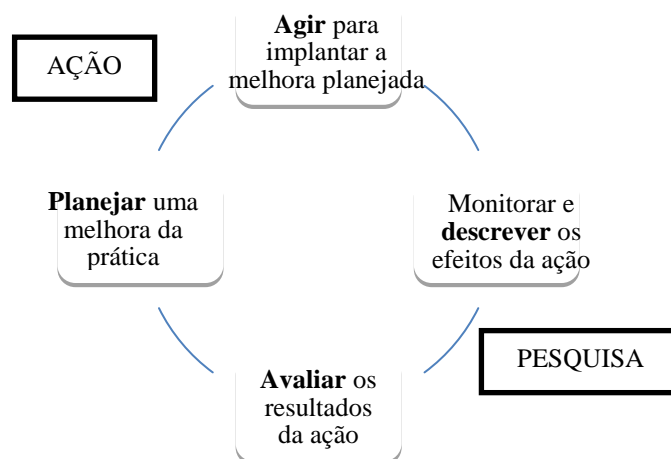 Agir para
implantar a
melhora planejada
AÇÃO
Planejar uma
melhora da
prática
Monitorar e
descrever os
efeitos da ação
PESQUISA
Avaliar os
resultados
da ação